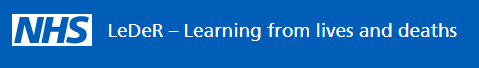 NHS LeDeR – Learning from lives and deaths